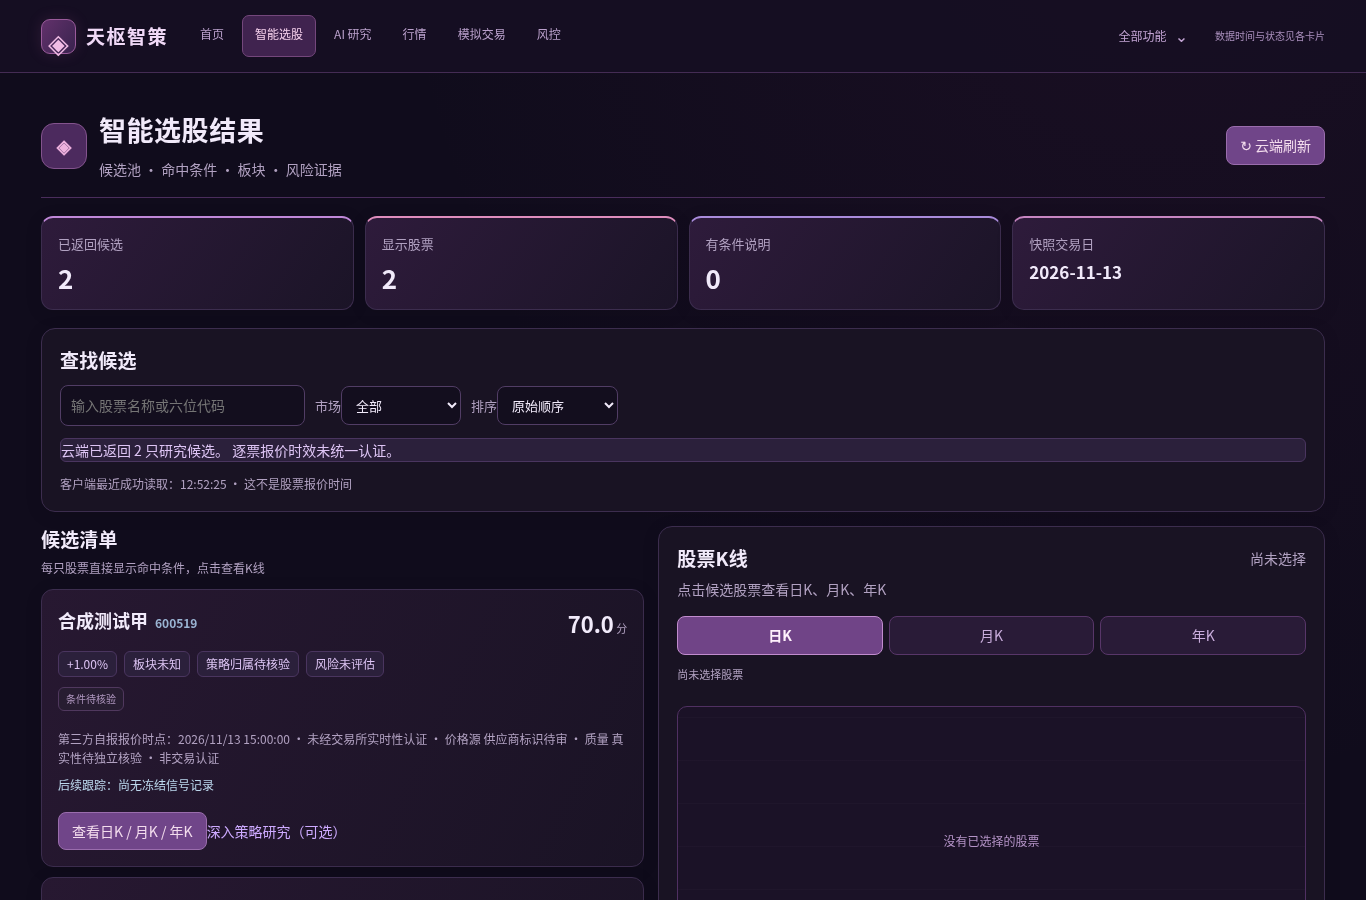 天枢智策
首页
智能选股
AI 研究
行情
模拟交易
风控
全部功能
数据时间与状态见各卡片
智能选股结果
候选池 · 命中条件 · 板块 · 风险证据
↻ 云端刷新
已返回候选
2
显示股票
2
有条件说明
0
快照交易日
2026-11-13
查找候选
输入股票名称或六位代码
市场 全部
排序 原始顺序
云端已返回 2 只研究候选。 逐票报价时效未统一认证。
客户端最近成功读取：12:52:25 · 这不是股票报价时间
候选清单
每只股票直接显示命中条件，点击查看K线
合成测试甲 600519
70.0 分
+1.00%
板块未知
策略归属待核验
风险未评估
条件待核验
第三方自报报价时点：2026/11/13 15:00:00 · 未经交易所实时性认证 · 价格源 供应商标识待审 · 质量 真
实性待独立核验 · 非交易认证
后续跟踪：尚无冻结信号记录
查看日K / 月K / 年K
深入策略研究（可选）
股票K线
尚未选择
点击候选股票查看日K、月K、年K
日K
月K
年K
尚未选择股票
没有已选择的股票